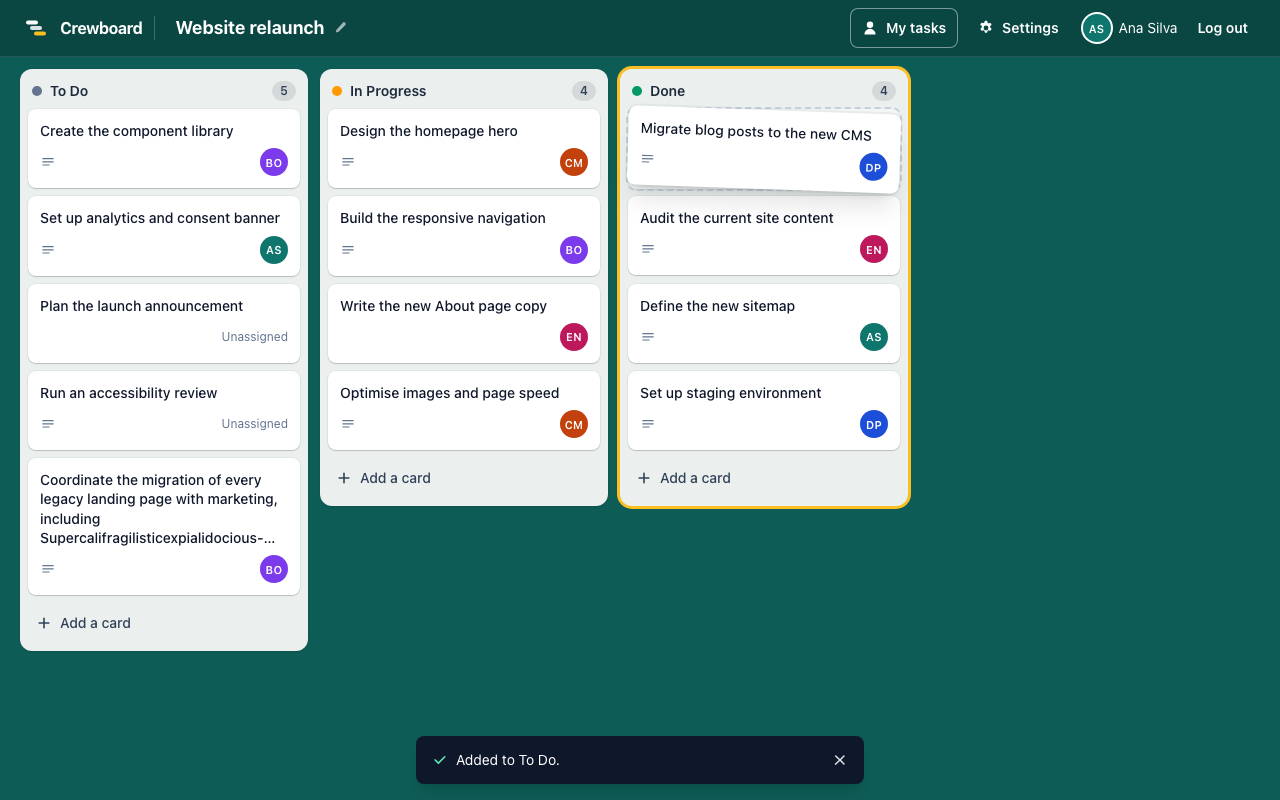 Crewboard
Website relaunch
My tasks
Settings
AS
Ana Silva
Log out
To Do
5
Create the component library
BO
Set up analytics and consent banner
AS
Plan the launch announcement
Unassigned
Run an accessibility review
Unassigned
Coordinate the migration of every
legacy landing page with marketing,
including
Supercalifragilisticexpialidocious-...
BO
Add a card
In Progress
4
Design the homepage hero
CM
Build the responsive navigation
BO
Write the new About page copy
EN
Optimise images and page speed
CM
Add a card
Done
4
Migrate blog posts to the new CMS
DP
Audit the current site content
EN
Define the new sitemap
AS
Set up staging environment
DP
Add a card
Added to To Do.